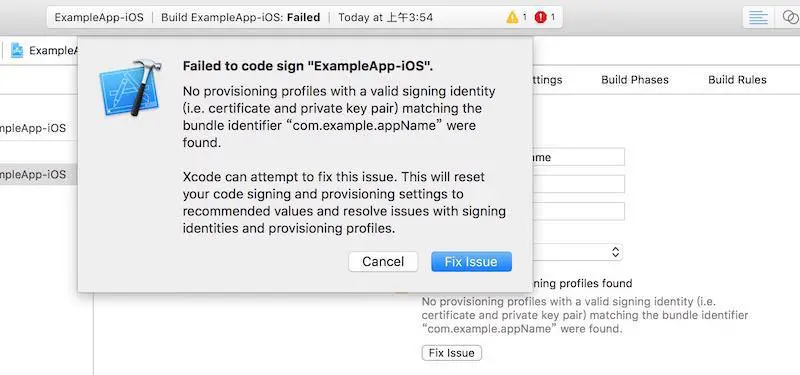 ExampleApp-iOS | Build ExampleApp-iOS: Failed | Today at 上午3:54 1 1
ExampleA
Failed to code sign "ExampleApp-iOS".
No provisioning profiles with a valid signing identity
(i.e. certificate and private key pair) matching the
bundle identifier “com.example.appName” were
found.
Xcode can attempt to fix this issue. This will reset
your code signing and provisioning settings to
recommended values and resolve issues with signing
identities and provisioning profiles.
Cancel Fix Issue
ttings Build Phases Build Rules
mpleApp-iOS
ame
ampleApp-iOS
ning profiles found
No provisioning profiles with a valid signing identity (i.e.
certificate and private key pair) matching the bundle identifier
“com.example.appName” were found.
Fix Issue